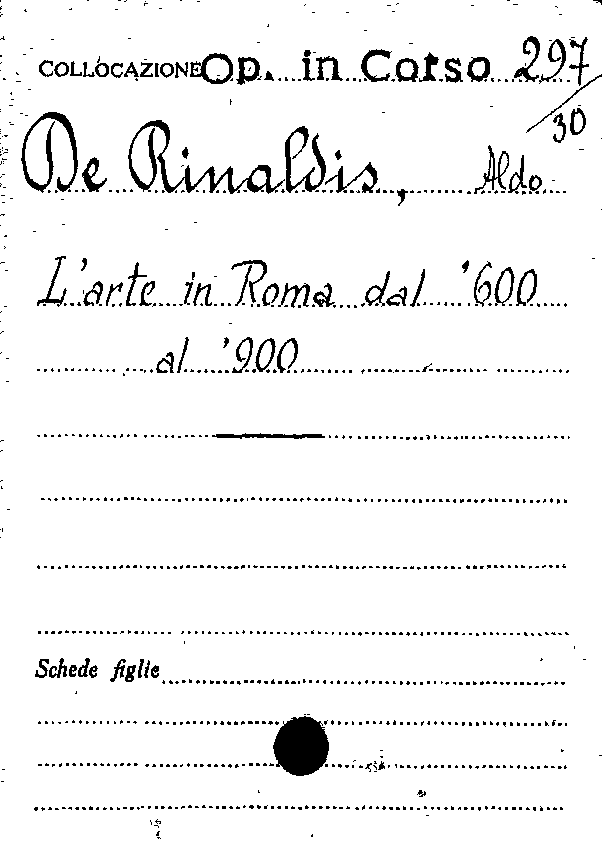 COLLOCAZIONE Op. in Corso 297/30
De Rinaldis, Aldo
L'arte in Roma dal '600
al '900
Schede figlie